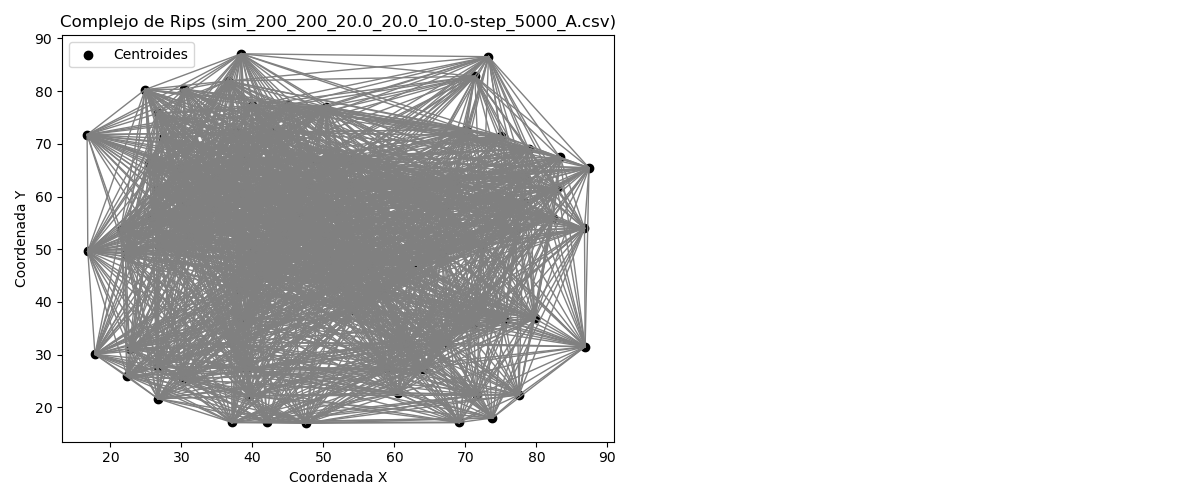 Complejo de Rips (sim_200_200_20.0_20.0_10.0-step_5000_A.csv)
Centroides
Coordenada Y
90
80
70
60
50
40
30
20
20 30 40 50 60 70 80 90
Coordenada X